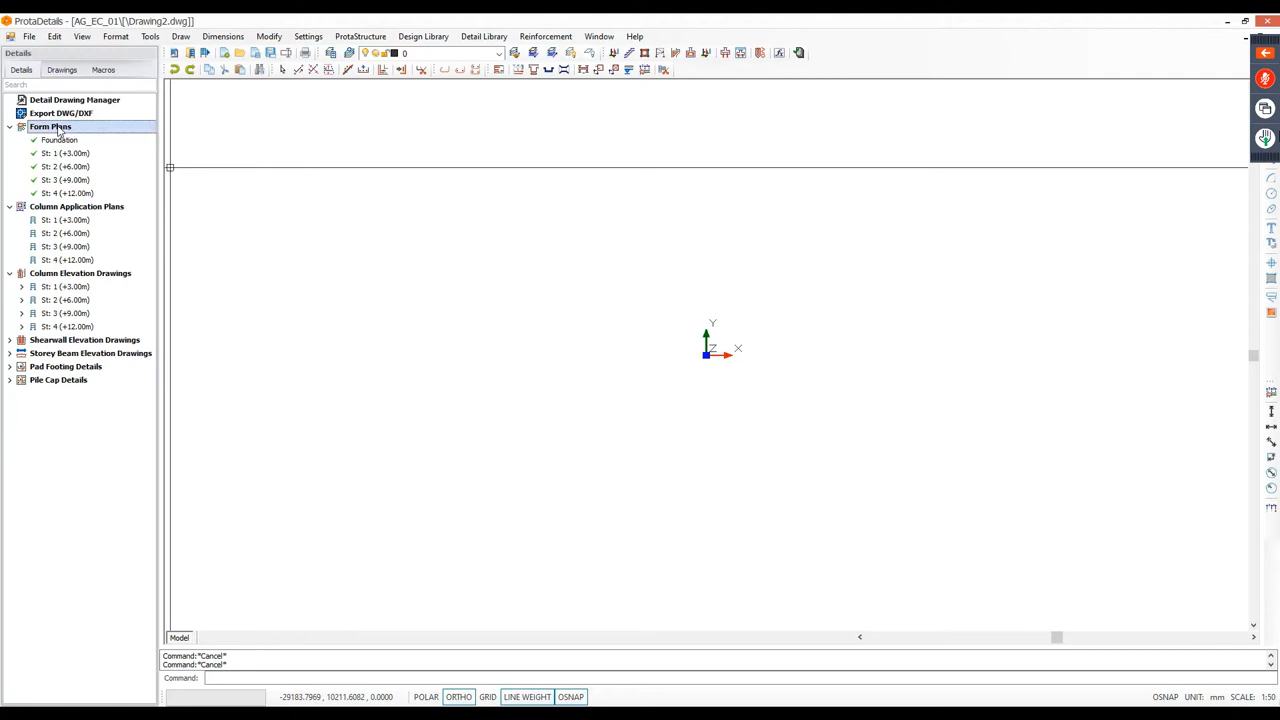 ProtaDetails - [AG_EC_01\[\Drawing2.dwg]]
File Edit View Format Tools Draw Dimensions Modify Settings ProtaStructure Design Library Detail Library Reinforcement Window Help
Details
0
Details Drawings Macros
Search
Detail Drawing Manager
Export DWG/DXF
Form Plans
Foundation
St: 1 (+3.00m)
St: 2 (+6.00m)
St: 3 (+9.00m)
St: 4 (+12.00m)
Column Application Plans
St: 1 (+3.00m)
St: 2 (+6.00m)
St: 3 (+9.00m)
St: 4 (+12.00m)
Column Elevation Drawings
St: 1 (+3.00m)
St: 2 (+6.00m)
St: 3 (+9.00m)
St: 4 (+12.00m)
Shearwall Elevation Drawings
Storey Beam Elevation Drawings
Pad Footing Details
Pile Cap Details
Y
Z X
Model
Command:*Cancel*
Command:*Cancel*
Command:
-29183.7969 , 10211.6082 , 0.0000 POLAR ORTHO GRID LINE WEIGHT OSNAP OSNAP UNIT: mm SCALE: 1:50